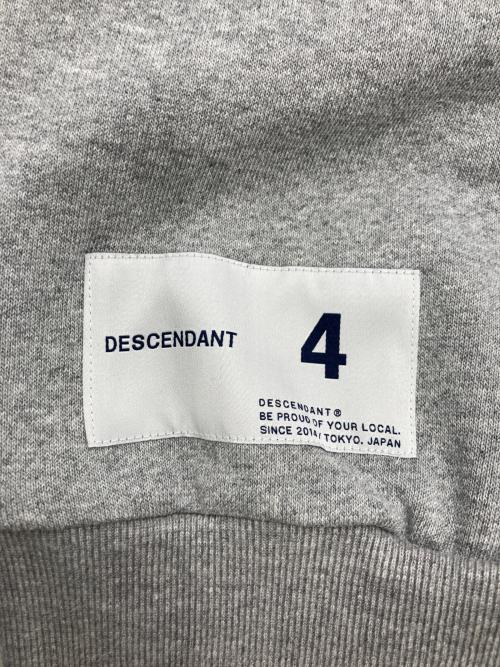 DESCENDANT
4
DESCENDANT ®
BE PROUD OF YOUR LOCAL.
SINCE 2014 / TOKYO. JAPAN